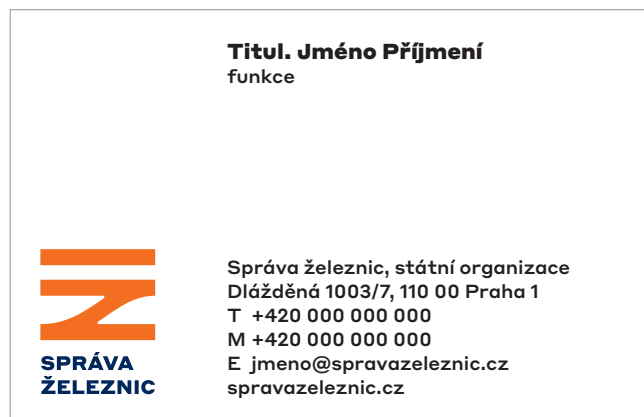 Titul. Jméno Příjmení
funkce
Správa železnic, státní organizace
Dlážděná 1003/7, 110 00 Praha 1
T +420 000 000 000
M +420 000 000 000
E jmeno@spravazeleznic.cz
spravazeleznic.cz
SPRÁVA
ŽELEZNIC